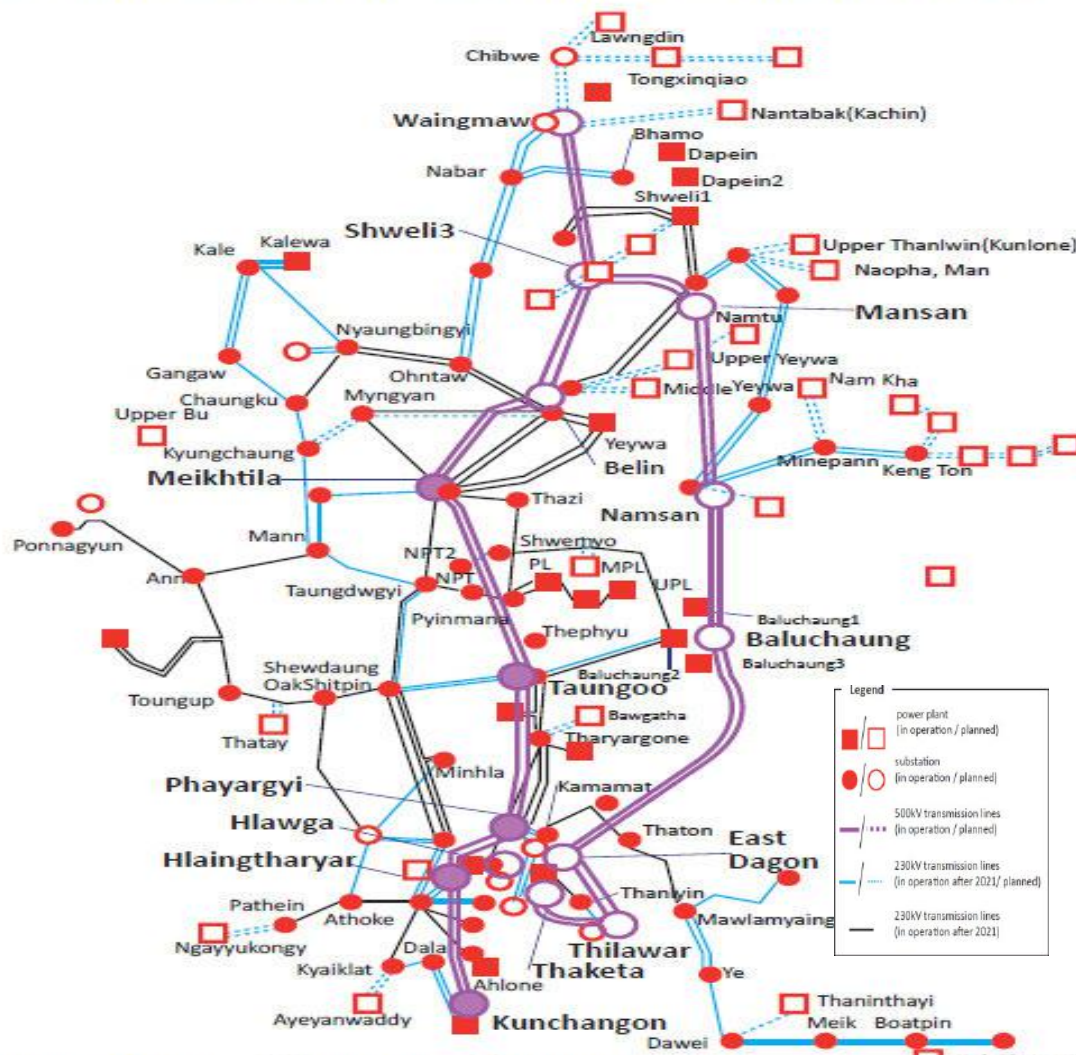 Lawngdin
Chibwe
Tongxinqiao
Waingmaw
Nantabak{Kachin)
Bhamo
Dapein
Nabar
Dapein2
Shweli1
Shweli3
Kale
Kalewa
Upper Thanlwin{Kunlone)
Naopha, Man
Mansan
Namtu
Nyaungbingyi
Gangaw
Ohntaw
Upper Yeywa
Middle
Yeywa
Nam Kha
Chaungku
Myngyan
Upper Bu
Kyungchaung
Yeywa
Belin
Minepann
Keng Ton
Meikhtila
Thazi
Namsan
Ponnagyun
Mann
Shwemyo
NPT2
Ann
Taungdwgyi
NPT
PL
MPL
UPL
Pyinmana
Baluchaung1
Thephyu
Baluchaung
Baluchaung3
Shewdaung
Baluchaung2
OakShitpin
Taungoo
Toungup
Thatay
Bawgatha
Tharyargone
Minhla
Phayargyi
Kamamat
Hlawga
Thaton
East
Dagon
Hlaingtharyar
Thanlyin
Pathein
Athoke
Mawlamyaing
Ngayyukongy
Dala
Thilawar
Kyaiklat
Thaketa
Ye
Ahlone
Ayeyanwaddy
Kunchangon
Thaninthayi
Meik
Boatpin
Dawei
Legend
power plant
(in operation / planned)
substation
(in operation / planned)
500kV transmission lines
(in operation / planned)
230kV transmission lines
(in operation after 2021/ planned)
230kV transmission lines
(in operation after 2021)